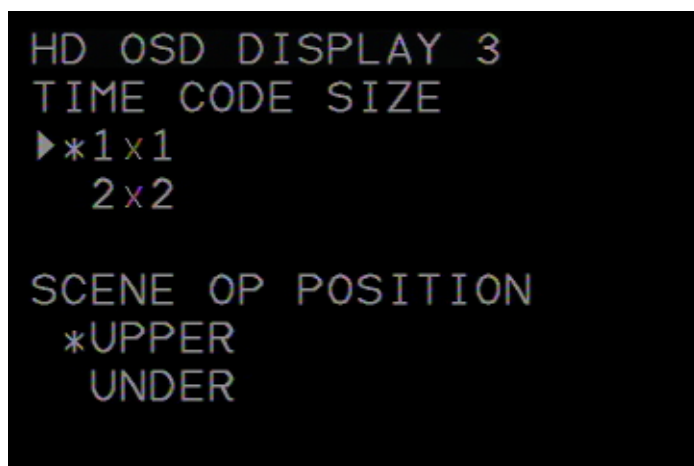 HD OSD DISPLAY 3
TIME CODE SIZE
▶*1x1
2x2
SCENE OP POSITION
*UPPER
UNDER